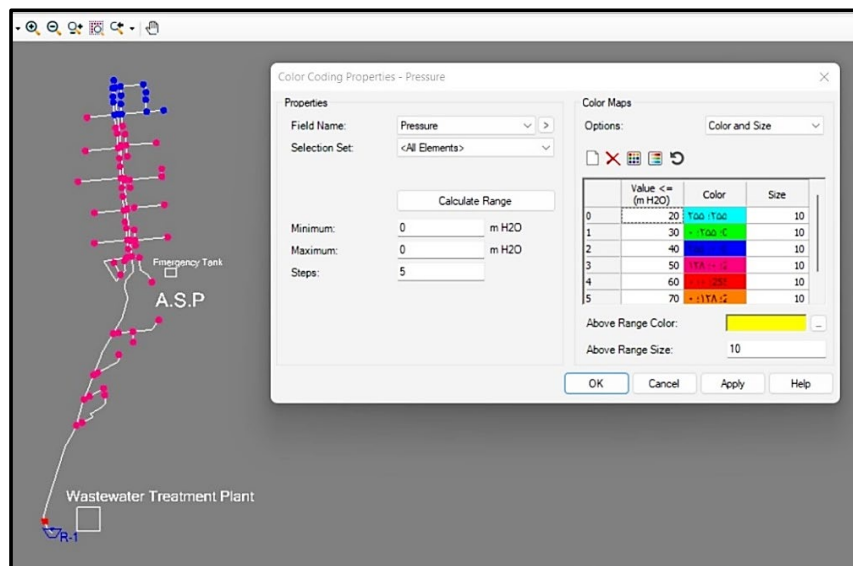 Color Coding Properties - Pressure
Properties
Field Name: Pressure >
Selection Set: <All Elements>
Calculate Range
Minimum: 0 m H2O
Maximum: 0 m H2O
Steps: 5
Color Maps
Options: Color and Size
Value <= (m H2O) Color Size
0 20 10
1 30 10
2 40 10
3 50 10
4 60 10
5 70 10
Above Range Color: ...
Above Range Size: 10
OK Cancel Apply Help
Emergency Tank
A.S.P
Wastewater Treatment Plant
R-1